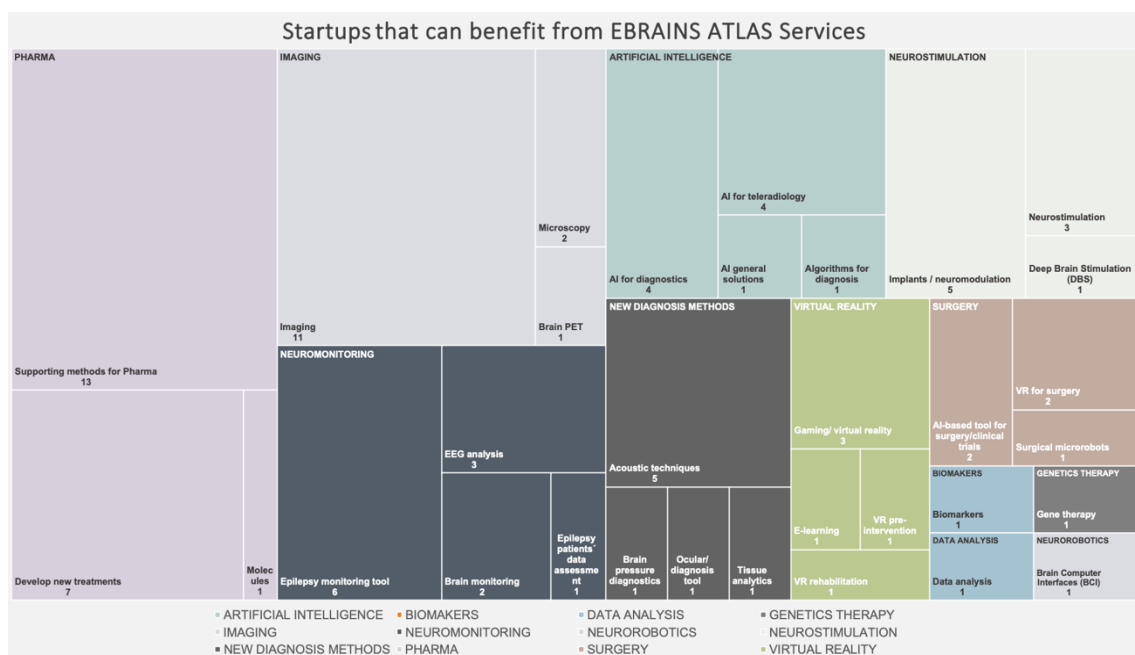 Startups that can benefit from EBRAINS ATLAS Services
PHARMA
Supporting methods for Pharma
13
Develop new treatments
7
Molec
ules
1
IMAGING
Imaging
11
Microscopy
2
Brain PET
1
NEUROMONITORING
Epilepsy monitoring tool
6
EEG analysis
3
Brain monitoring
2
Epilepsy
patients´
data
assessme
nt
1
ARTIFICIAL INTELLIGENCE
AI for diagnostics
4
AI for teleradiology
4
AI general
solutions
1
Algorithms for
diagnosis
1
NEW DIAGNOSIS METHODS
Acoustic techniques
5
Brain
pressure
diagnostics
1
Ocular/
diagnosis
tool
1
Tissue
analytics
1
NEUROSTIMULATION
Implants / neuromodulation
5
Neurostimulation
3
Deep Brain Stimulation
(DBS)
1
VIRTUAL REALITY
Gaming/ virtual reality
3
E-learning
1
VR pre-
intervention
1
VR rehabilitation
1
SURGERY
AI-based tool for
surgery/clinical
trials
2
VR for surgery
2
Surgical microrobots
1
BIOMAKERS
Biomarkers
1
GENETICS THERAPY
Gene therapy
1
DATA ANALYSIS
Data analysis
1
NEUROROBOTICS
Brain Computer
Interfaces (BCI)
1
ARTIFICIAL INTELLIGENCE
BIOMAKERS
DATA ANALYSIS
GENETICS THERAPY
IMAGING
NEUROMONITORING
NEUROROBOTICS
NEUROSTIMULATION
NEW DIAGNOSIS METHODS
PHARMA
SURGERY
VIRTUAL REALITY